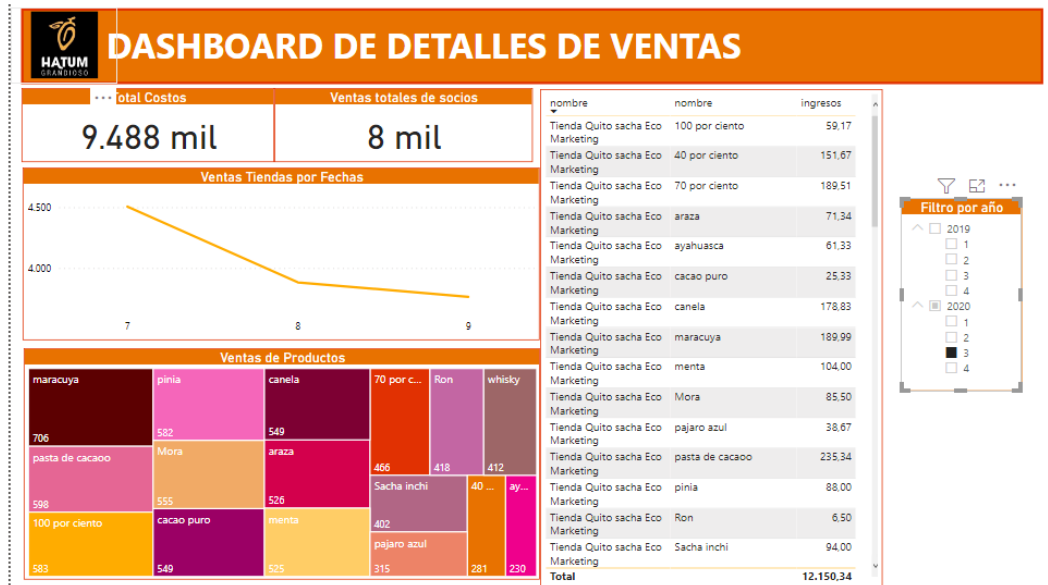 HATUM
GRANDIOSO
DASHBOARD DE DETALLES DE VENTAS
otal Costos
9.488 mil
Ventas totales de socios
8 mil
Ventas Tiendas por Fechas
4.500
4.000
7 8 9
Ventas de Productos
maracuya
706
pasta de cacaoo
598
100 por ciento
583
pinia
582
Mora
555
cacao puro
549
canela
549
araza
526
menta
525
70 por c...
466
Ron
418
whisky
412
Sacha inchi
402
pajaro azul
315
40 ...
281
ay...
230
nombre nombre ingresos
Tienda Quito sacha Eco 100 por ciento 59,17
Marketing
Tienda Quito sacha Eco 40 por ciento 151,67
Marketing
Tienda Quito sacha Eco 70 por ciento 189,51
Marketing
Tienda Quito sacha Eco araza 71,34
Marketing
Tienda Quito sacha Eco ayahuasca 61,33
Marketing
Tienda Quito sacha Eco cacao puro 25,33
Marketing
Tienda Quito sacha Eco canela 178,83
Marketing
Tienda Quito sacha Eco maracuya 189,99
Marketing
Tienda Quito sacha Eco menta 104,00
Marketing
Tienda Quito sacha Eco Mora 85,50
Marketing
Tienda Quito sacha Eco pajaro azul 38,67
Marketing
Tienda Quito sacha Eco pasta de cacaoo 235,34
Marketing
Tienda Quito sacha Eco pinia 88,00
Marketing
Tienda Quito sacha Eco Ron 6,50
Marketing
Tienda Quito sacha Eco Sacha inchi 94,00
Marketing
Total 12.150,34
Filtro por año
2019
1
2
3
4
2020
1
2
3
4